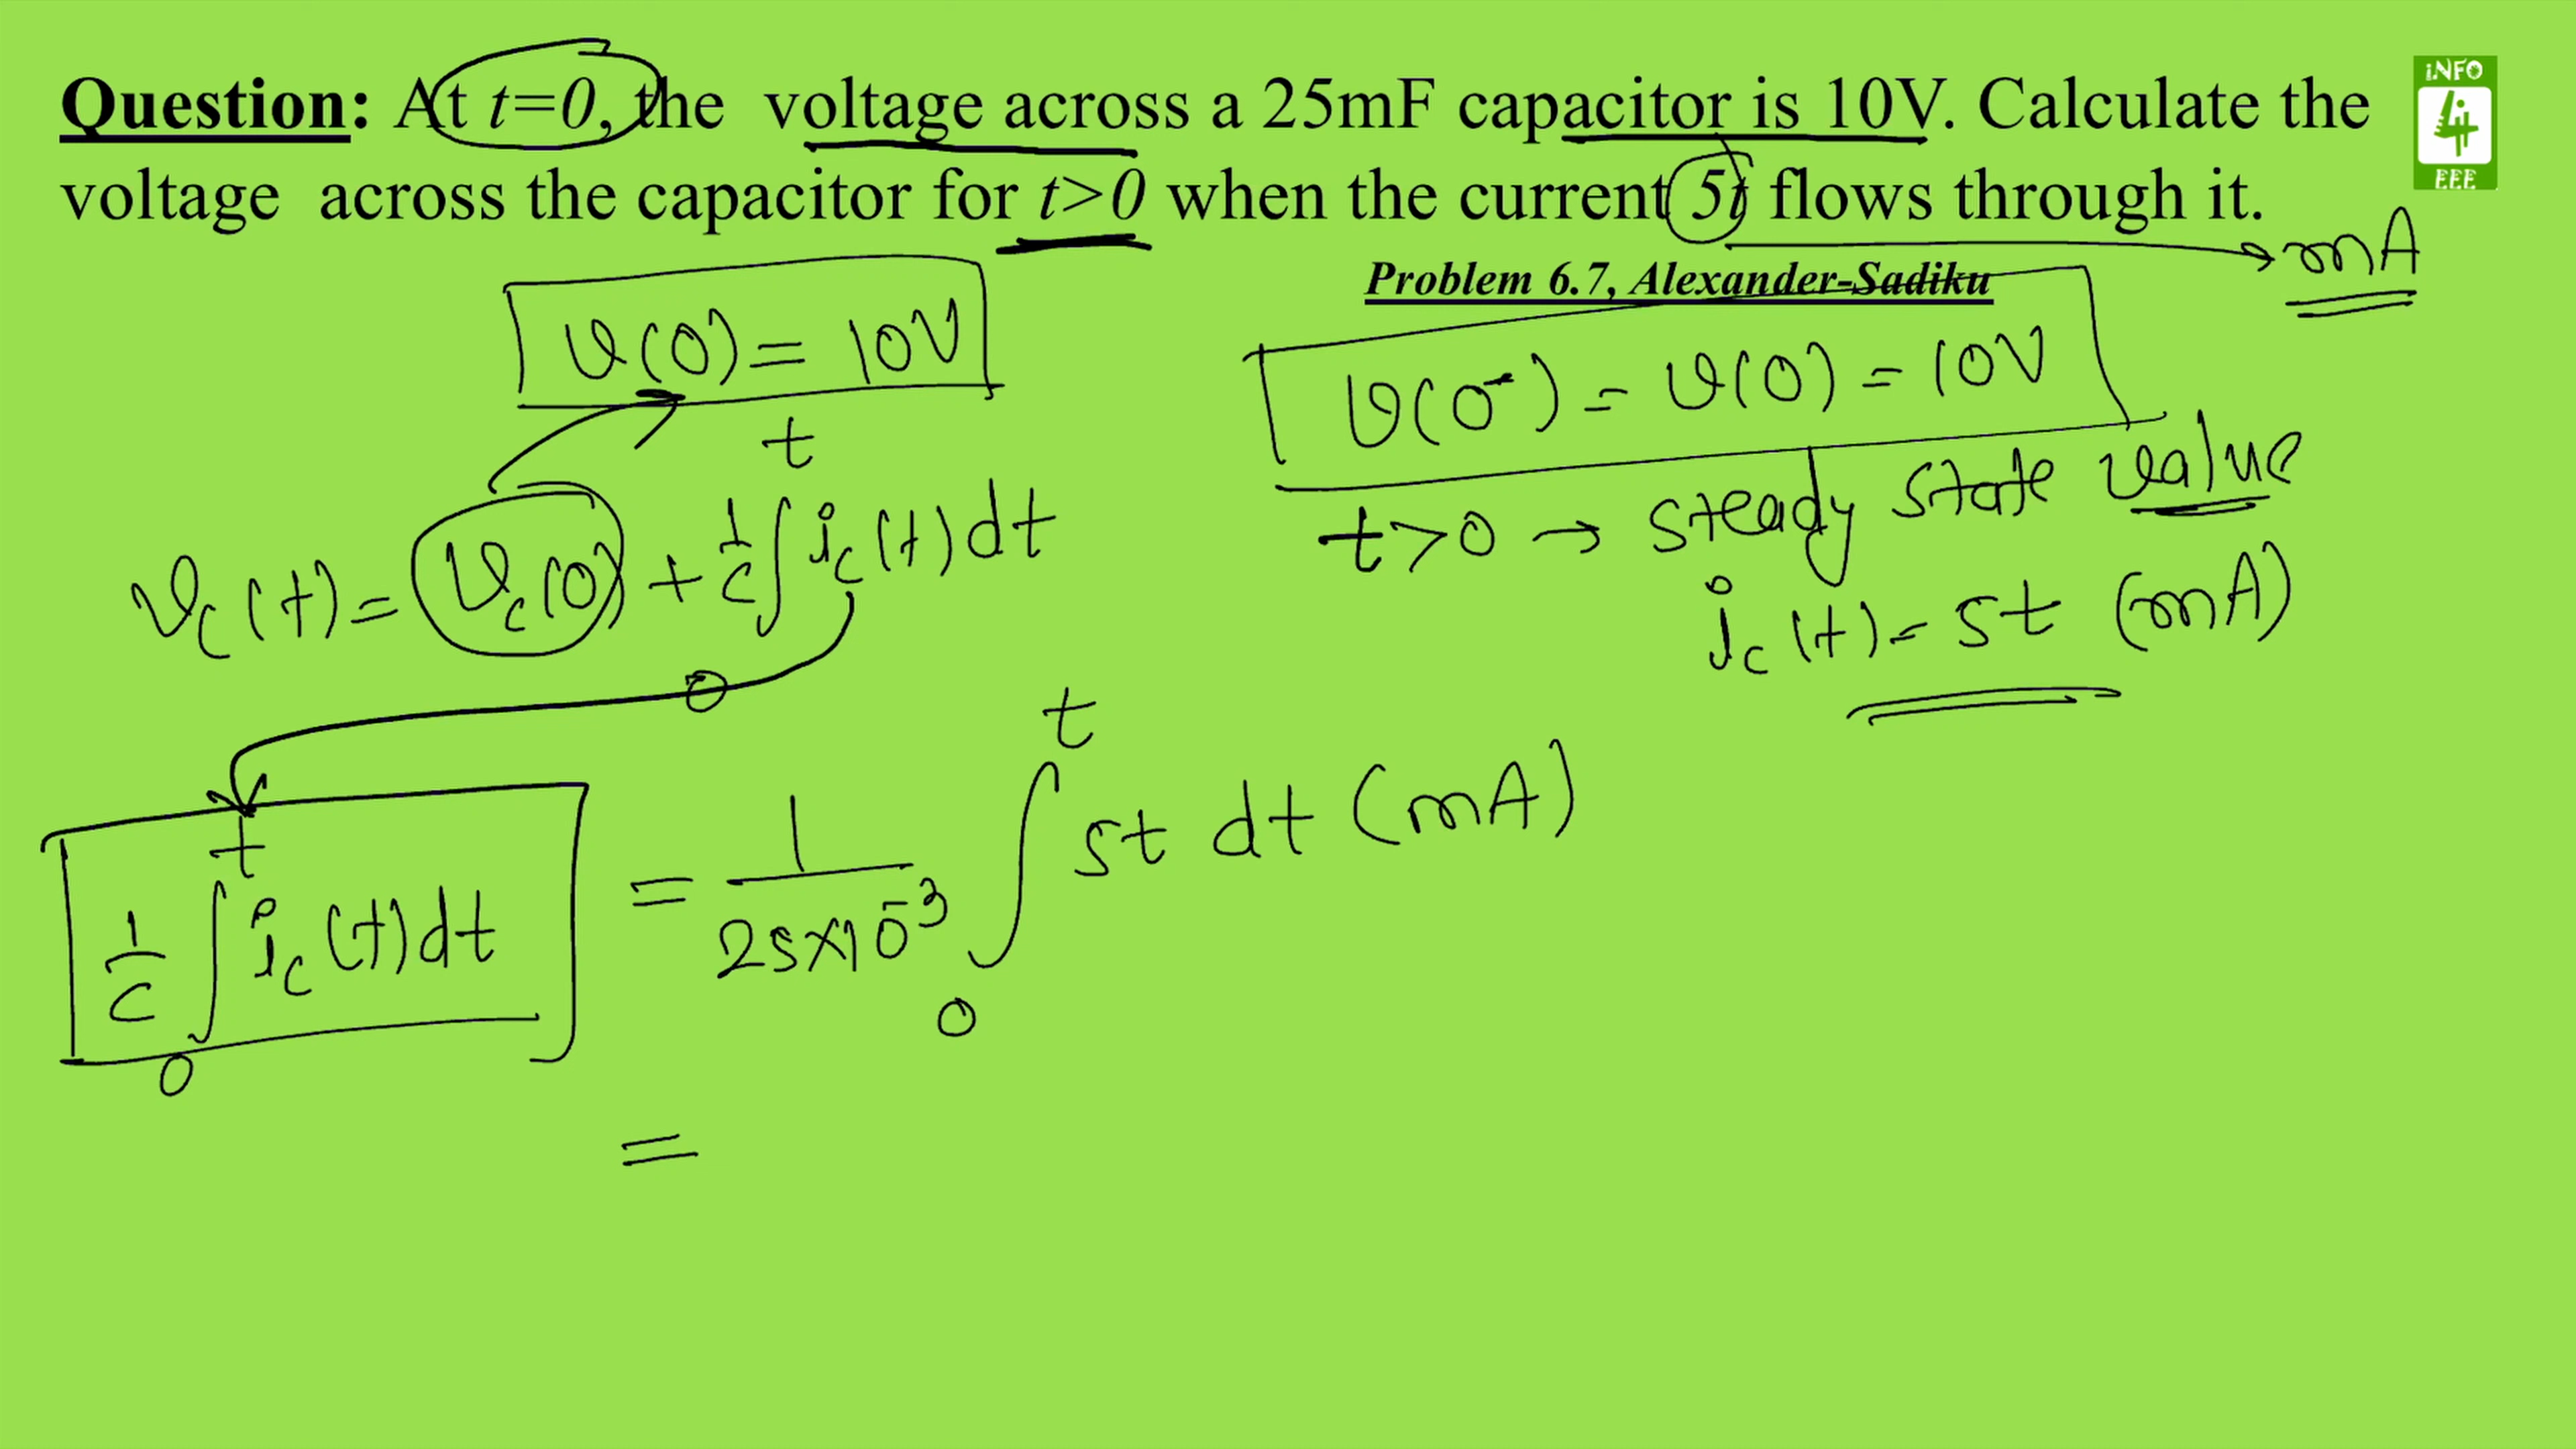 Question: At t=0, the voltage across a 25mF capacitor is 10V. Calculate the
voltage across the capacitor for t>0 when the current 5t flows through it.
iNFO
4
EEE
mA
Problem 6.7, Alexander-Sadiku
v(0) = 10V
v(0⁻) = v(0) = 10V
t>0 → steady state value
v_c(t) = v_c(0) + 1/c ∫₀ᵗ i_c(t)dt
i_c(t) = 5t (mA)
1/c ∫₀ᵗ i_c(t)dt = 1/25×10⁻³ ∫₀ᵗ 5t dt (mA)
=